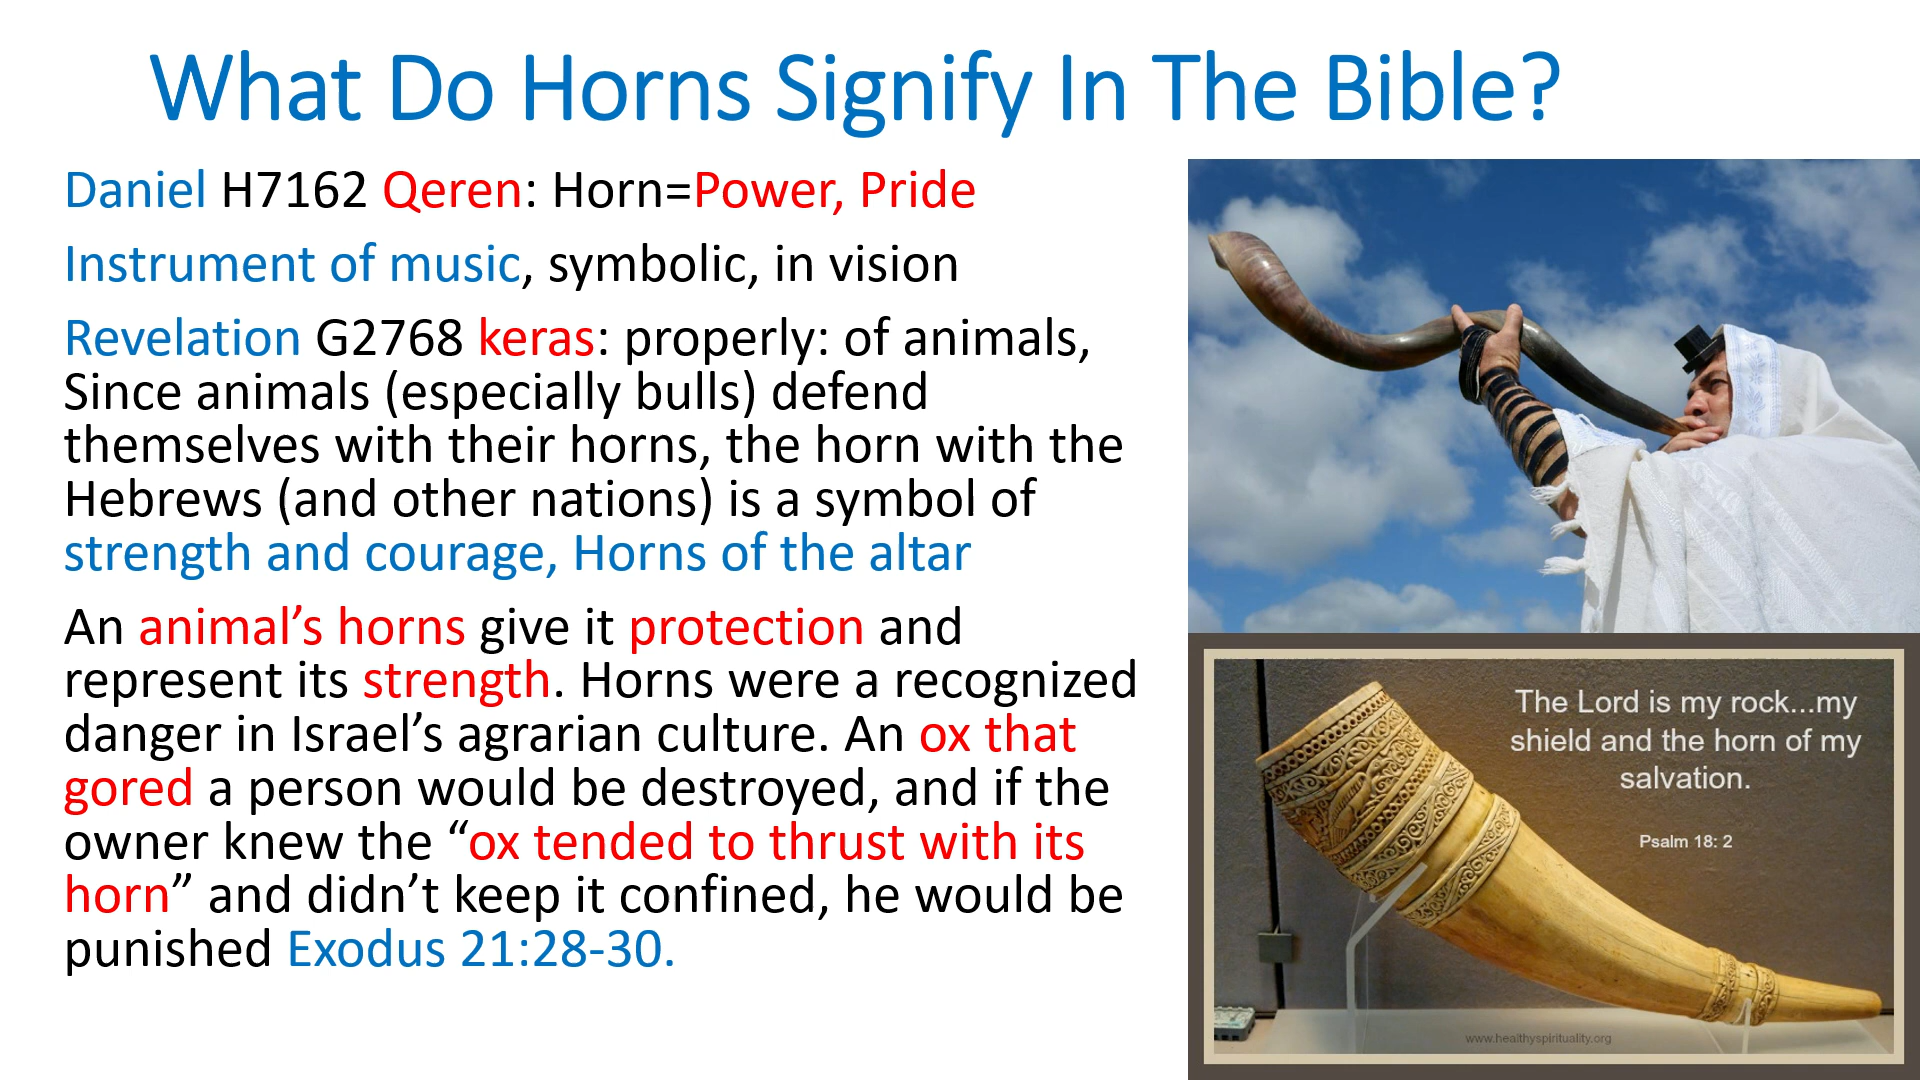 What Do Horns Signify In The Bible?
Daniel H7162 Qeren: Horn=Power, Pride
Instrument of music, symbolic, in vision
Revelation G2768 keras: properly: of animals,
Since animals (especially bulls) defend
themselves with their horns, the horn with the
Hebrews (and other nations) is a symbol of
strength and courage, Horns of the altar
An animal’s horns give it protection and
represent its strength. Horns were a recognized
danger in Israel’s agrarian culture. An ox that
gored a person would be destroyed, and if the
owner knew the “ox tended to thrust with its
horn” and didn’t keep it confined, he would be
punished Exodus 21:28-30.
The Lord is my rock...my
shield and the horn of my
salvation.
Psalm 18: 2
www.healthyspirituality.org